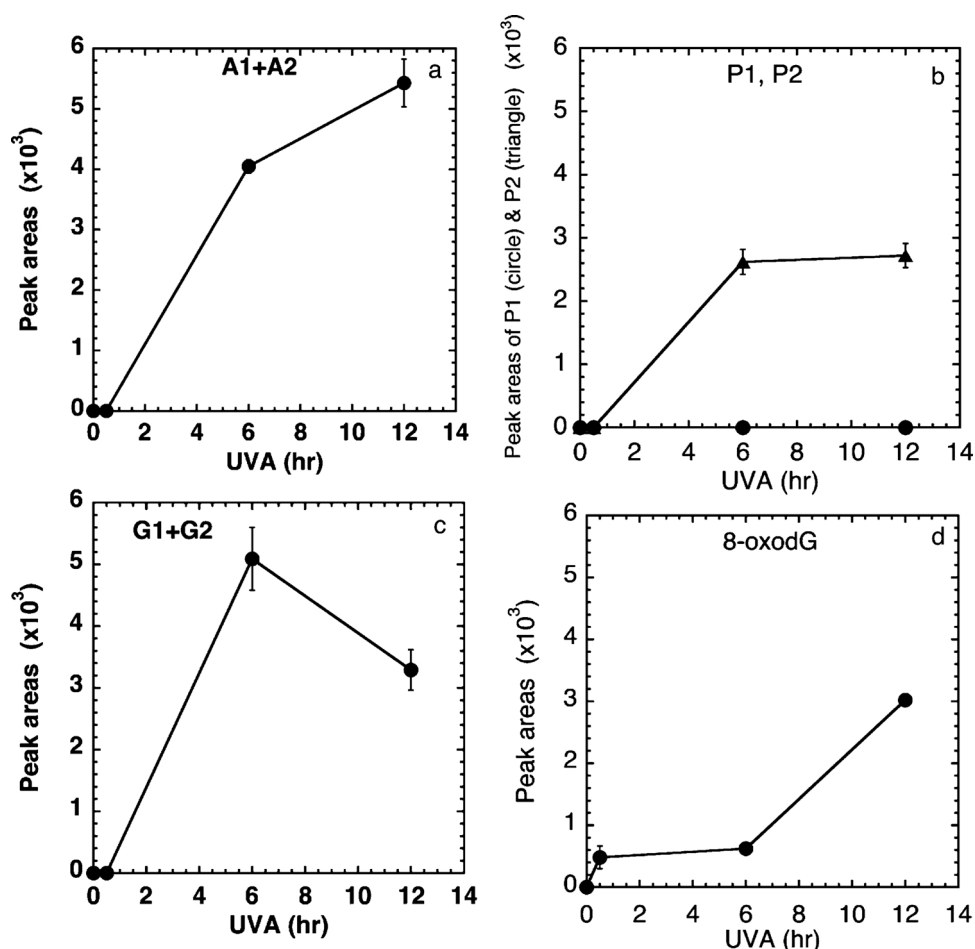 A1+A2
a
Peak areas (x10³)
6
5
4
3
2
1
0
0 2 4 6 8 10 12 14
UVA (hr)
P1, P2
b
Peak areas of P1 (circle) & P2 (triangle) (x10³)
6
5
4
3
2
1
0
0 2 4 6 8 10 12 14
UVA (hr)
G1+G2
c
Peak areas (x10³)
6
5
4
3
2
1
0
0 2 4 6 8 10 12 14
UVA (hr)
8-oxodG
d
Peak areas (x10³)
6
5
4
3
2
1
0
0 2 4 6 8 10 12 14
UVA (hr)